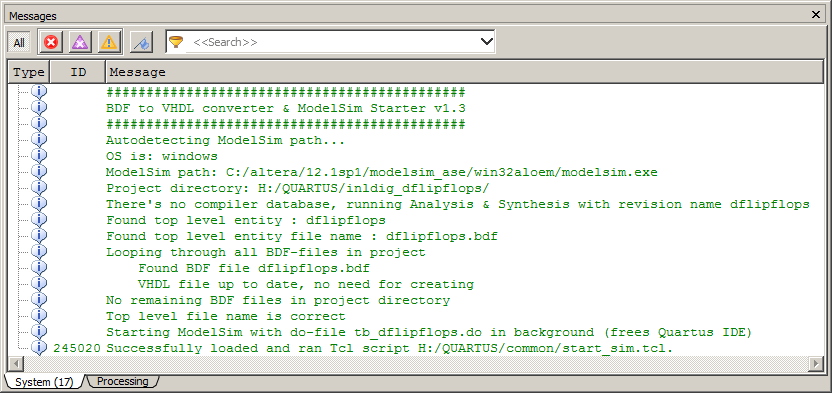 Messages
All
<<Search>>
Type ID Message
#############################################
BDF to VHDL converter & ModelSim Starter v1.3
#############################################
Autodetecting ModelSim path...
OS is: windows
ModelSim path: C:/altera/12.1sp1/modelsim_ase/win32aloem/modelsim.exe
Project directory: H:/QUARTUS/inldig_dflipflops/
There's no compiler database, running Analysis & Synthesis with revision name dflipflops
Found top level entity : dflipflops
Found top level entity file name : dflipflops.bdf
Looping through all BDF-files in project
Found BDF file dflipflops.bdf
VHDL file up to date, no need for creating
No remaining BDF files in project directory
Top level file name is correct
Starting ModelSim with do-file tb_dflipflops.do in background (frees Quartus IDE)
245020 Successfully loaded and ran Tcl script H:/QUARTUS/common/start_sim.tcl.
System (17) Processing